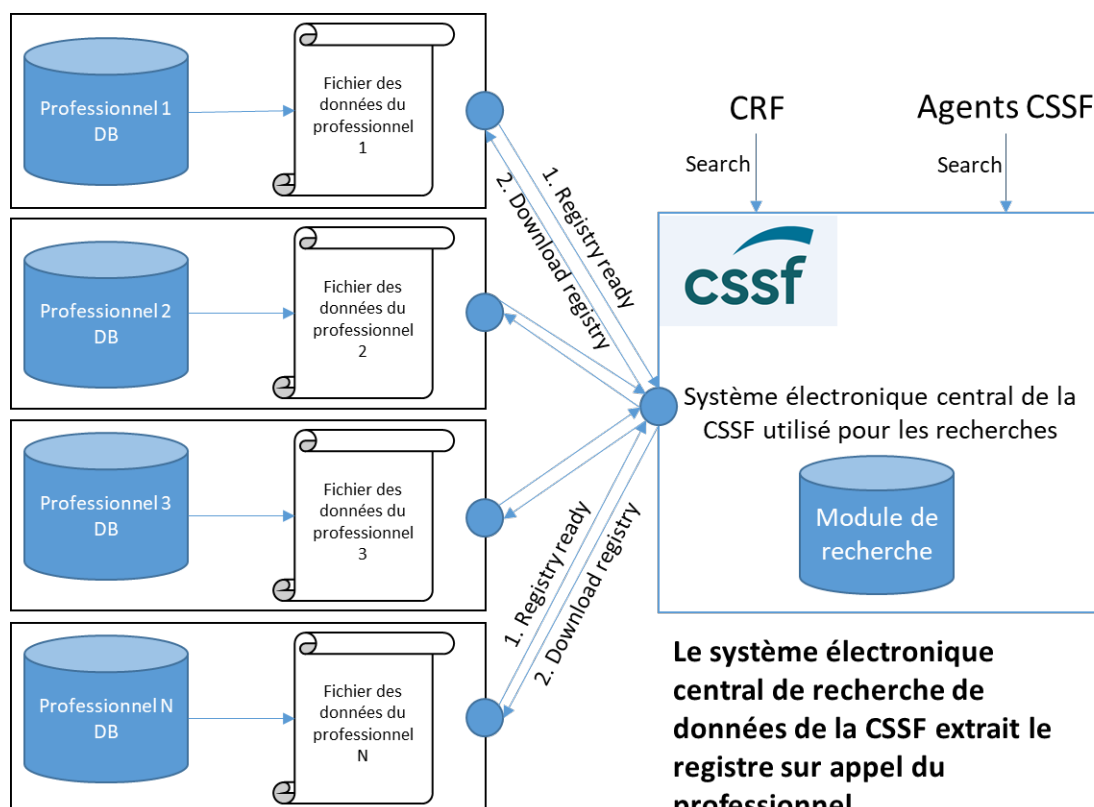 Professionnel 1
DB
Fichier des
données du
professionnel
1
Professionnel 2
DB
Fichier des
données du
professionnel
2
Professionnel 3
DB
Fichier des
données du
professionnel
3
Professionnel N
DB
Fichier des
données du
professionnel
N
1. Registry ready
2. Download registry
1. Registry ready
2. Download registry
CRF
Agents CSSF
Search
Search
cssf
Système électronique central de la
CSSF utilisé pour les recherches
Module de
recherche
Le système électronique
central de recherche de
données de la CSSF extrait le
registre sur appel du
professionnel